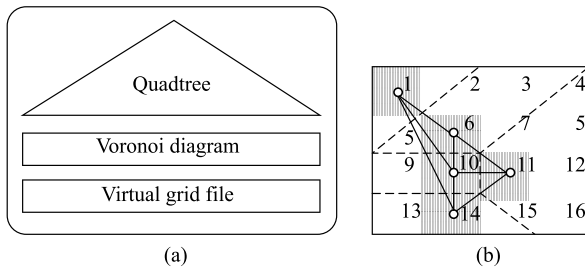 Quadtree
Voronoi diagram
Virtual grid file
(a)
1 2 3 4
5 6 7 5
9 10 11 12
13 14 15 16
(b)